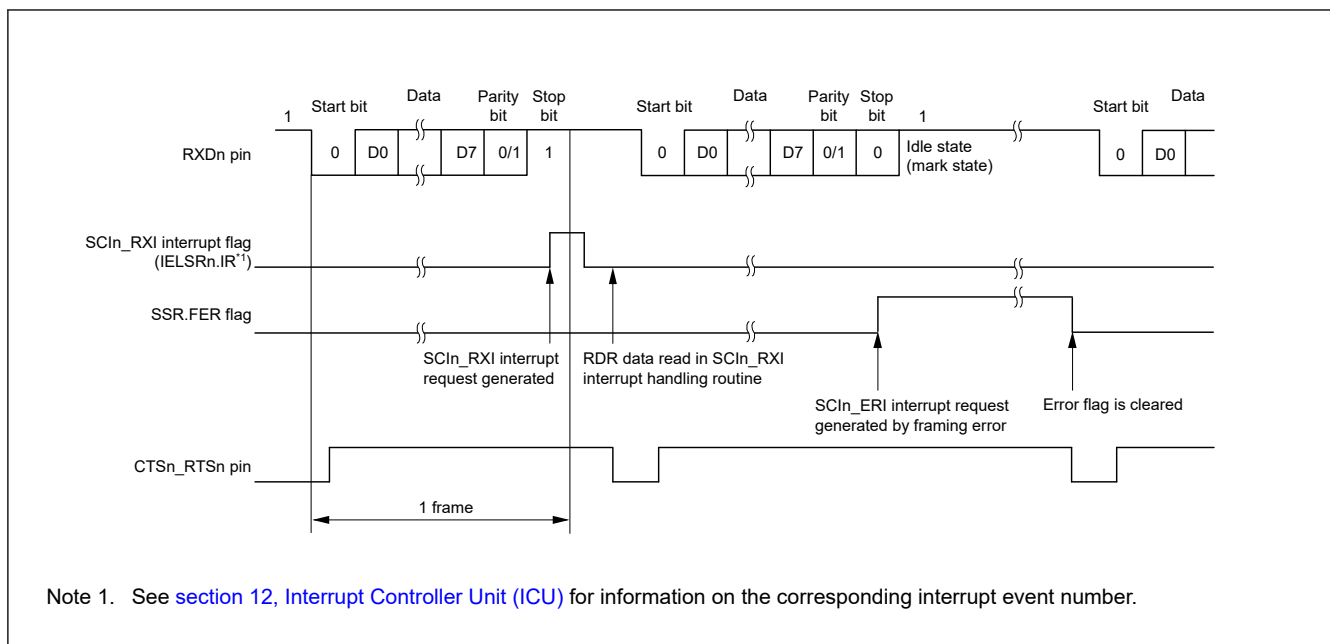 1 Start bit Data Parity bit Stop bit Start bit Data Parity bit Stop bit 1 Start bit Data
RXDn pin
0 D0 D7 0/1 1 0 D0 D7 0/1 0 Idle state (mark state) 0 D0
SCIn_RXI interrupt flag
(IELSRn.IR*1)
SSR.FER flag
SCIn_RXI interrupt
request generated
RDR data read in SCIn_RXI
interrupt handling routine
SCIn_ERI interrupt request
generated by framing error
Error flag is cleared
CTSn_RTSn pin
1 frame
Note 1. See section 12, Interrupt Controller Unit (ICU) for information on the corresponding interrupt event number.